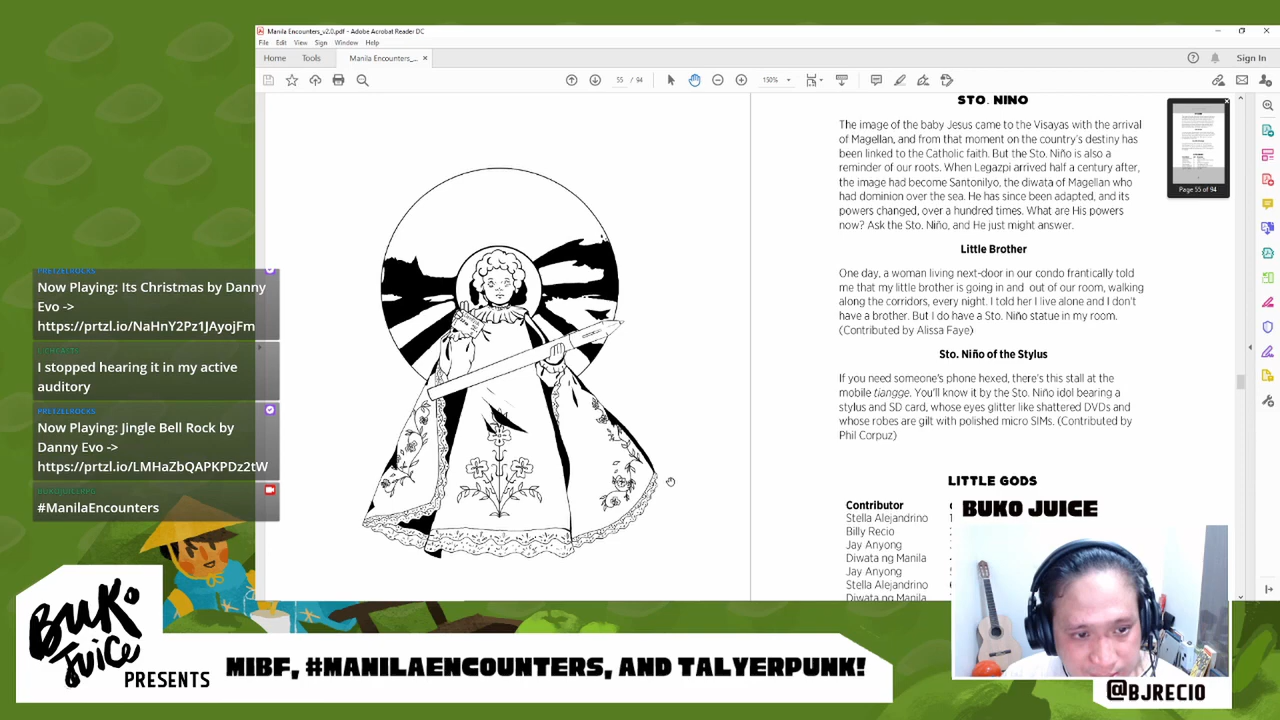 Manila Encounters_v2.0.pdf - Adobe Acrobat Reader DC
File Edit View Sign Window Help
Home Tools Manila Encounters_... × Sign In
55 / 94 150%
STO. NINO
The image of the baby Jesus came to the Visayas with the arrival
of Magellan, and from that moment on the country's destiny has
been linked to the Catholic faith. But the Sto. Niño is also a
reminder of our roots. When Legazpi arrived half a century after,
the image had become Santonilyo, the diwata of Magellan who
had dominion over the sea. He has since been adapted, and its
powers changed, over a hundred times. What are His powers
now? Ask the Sto. Niño, and He just might answer.
Little Brother
One day, a woman living next-door in our condo frantically told
me that my little brother is going in and out of our room, walking
along the corridors, every night. I told her I live alone and I don't
have a brother. But I do have a Sto. Niño statue in my room.
(Contributed by Alissa Faye)
Sto. Niño of the Stylus
If you need someone's phone hexed, there's this stall at the
mobile tiangge. You'll know it by the Sto. Niño idol bearing a
stylus and SD card, whose eyes glitter like shattered DVDs and
whose robes are gilt with polished micro SIMs. (Contributed by
Phil Corpuz)
LITTLE GODS
Contributor
Stella Alejandrino
Billy Recio
Jay Anyong
Diwata ng Manila
Jay Anyong
Stella Alejandrino
Diwata ng Manila
Page 55 of 94
PRETZELROCKS
Now Playing: Its Christmas by Danny
Evo ->
https://prtzl.io/NaHnY2Pz1JAyojFm
I stopped hearing it in my active
auditory
PRETZELROCKS
Now Playing: Jingle Bell Rock by
Danny Evo ->
https://prtzl.io/LMHaZbQAPKPDz2tW
BUKOJUICERPG
#ManilaEncounters
BUKO JUICE
@BJRECIO
BUKO
JUICE
PRESENTS
MIBF, #MANILAENCOUNTERS, AND TALYERPUNK!